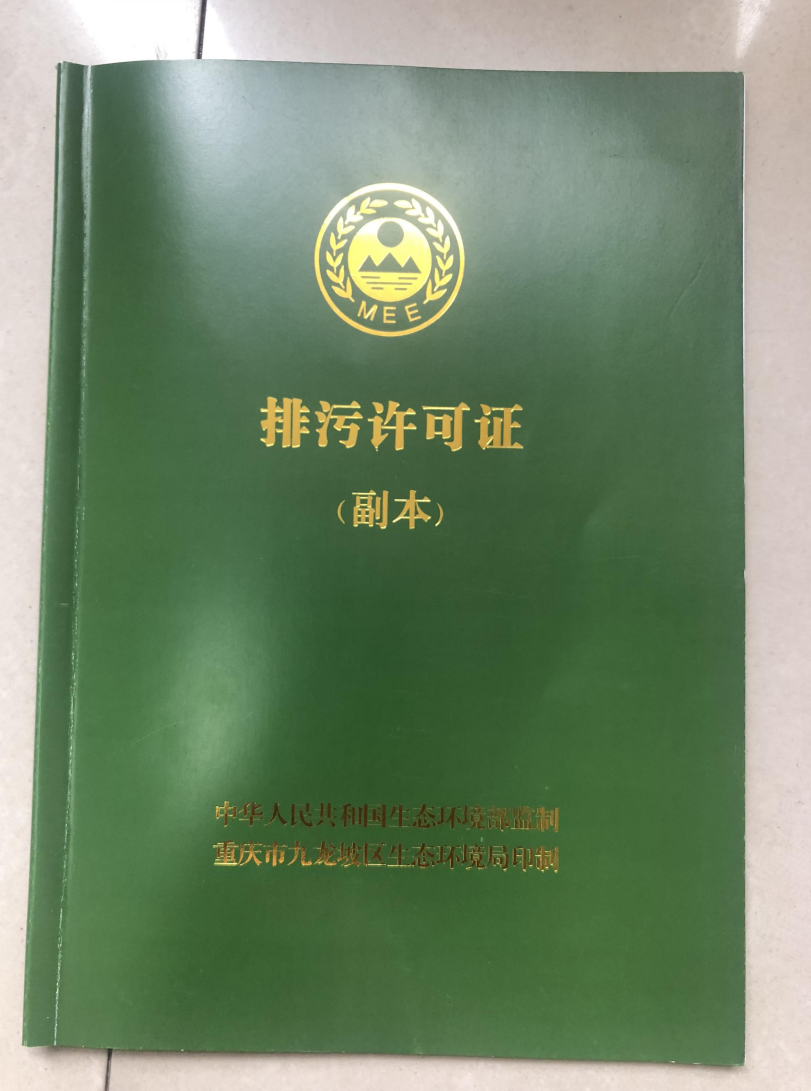 MEE
排污许可证
（副本）
中华人民共和国生态环境部监制
重庆市九龙坡区生态环境局印制